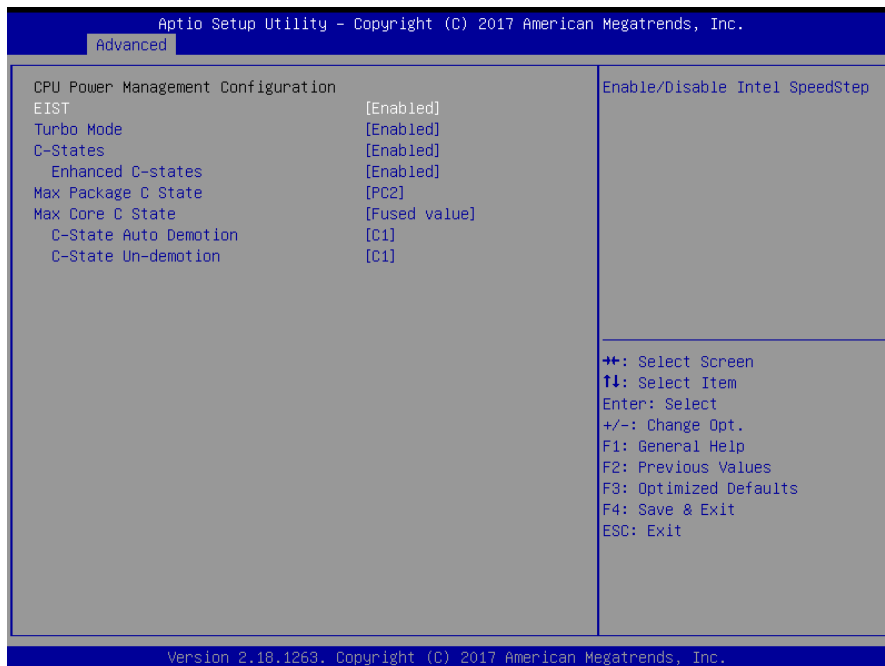 Aptio Setup Utility – Copyright (C) 2017 American Megatrends, Inc.
Advanced
CPU Power Management Configuration
EIST [Enabled]
Turbo Mode [Enabled]
C-States [Enabled]
Enhanced C-states [Enabled]
Max Package C State [PC2]
Max Core C State [Fused value]
C-State Auto Demotion [C1]
C-State Un-demotion [C1]
Enable/Disable Intel SpeedStep
→←: Select Screen
↑↓: Select Item
Enter: Select
+/-: Change Opt.
F1: General Help
F2: Previous Values
F3: Optimized Defaults
F4: Save & Exit
ESC: Exit
Version 2.18.1263. Copyright (C) 2017 American Megatrends, Inc.